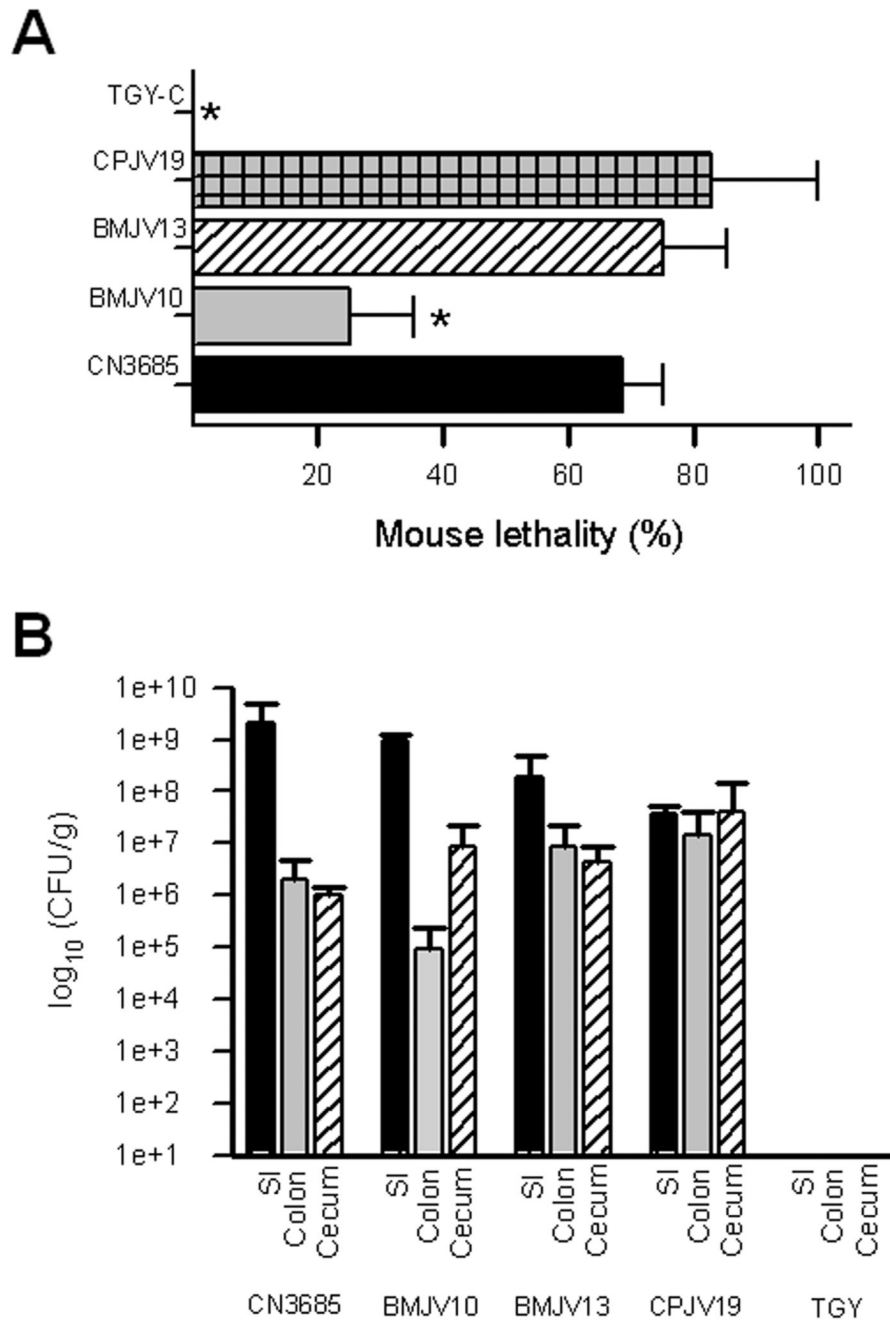 A
TGY-C
*
CPJV19
BMJV13
BMJV10
*
CN3685
20 40 60 80 100
Mouse lethality (%)
B
log10 (CFU/g)
1e+10
1e+9
1e+8
1e+7
1e+6
1e+5
1e+4
1e+3
1e+2
1e+1
SI Colon Cecum SI Colon Cecum SI Colon Cecum SI Colon Cecum SI Colon Cecum
CN3685 BMJV10 BMJV13 CPJV19 TGY